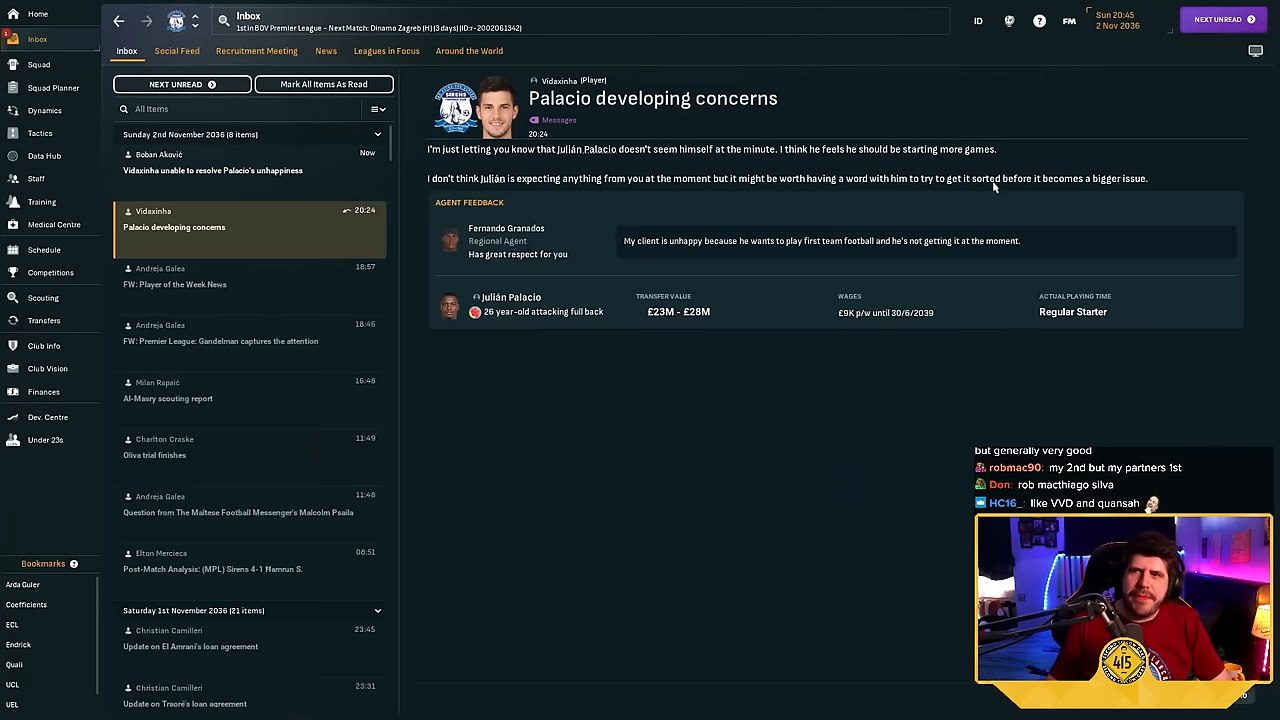 Home
Inbox
1st in BOV Premier League - Next Match: Dinamo Zagreb (H) (3 days) (ID:r-2002061342)
ID
FM
Sun 20:45
2 Nov 2036
NEXT UNREAD
1
Inbox
Squad
Squad Planner
Dynamics
Tactics
Data Hub
Staff
Training
Medical Centre
Schedule
Competitions
Scouting
Transfers
Club Info
Club Vision
Finances
Dev. Centre
Under 23s
Bookmarks
Arda Guler
Coefficients
ECL
Endrick
Quali
UCL
UEL
Inbox
Social Feed
Recruitment Meeting
News
Leagues in Focus
Around the World
NEXT UNREAD
Mark All Items As Read
All Items
Sunday 2nd November 2036 (8 items)
Boban Aković
Now
Vidaxinha unable to resolve Palacio's unhappiness
Vidaxinha
20:24
Palacio developing concerns
Andreja Galea
18:57
FW: Player of the Week News
Andreja Galea
18:46
FW: Premier League: Gandelman captures the attention
Milan Rapaić
16:48
Al-Masry scouting report
Charlton Craske
11:49
Oliva trial finishes
Andreja Galea
11:48
Question from The Maltese Football Messenger's Malcolm Psaila
Elton Mercieca
08:51
Post-Match Analysis: (MPL) Sirens 4-1 Ħamrun S.
Saturday 1st November 2036 (21 items)
Christian Camilleri
23:45
Update on El Amrani's loan agreement
Christian Camilleri
23:31
Update on Traoré's loan agreement
SIRENS
Vidaxinha (Player)
Palacio developing concerns
Messages
20:24
I'm just letting you know that Julián Palacio doesn't seem himself at the minute. I think he feels he should be starting more games.
I don't think Julián is expecting anything from you at the moment but it might be worth having a word with him to try to get it sorted before it becomes a bigger issue.
AGENT FEEDBACK
Fernando Granados
Regional Agent
Has great respect for you
My client is unhappy because he wants to play first team football and he's not getting it at the moment.
Julián Palacio
26 year-old attacking full back
TRANSFER VALUE
£23M - £28M
WAGES
£9K p/w until 30/6/2039
ACTUAL PLAYING TIME
Regular Starter
but generally very good
robmac90: my 2nd but my partners 1st
Don: rob macthiago silva
HC16_: like VVD and quansah
415